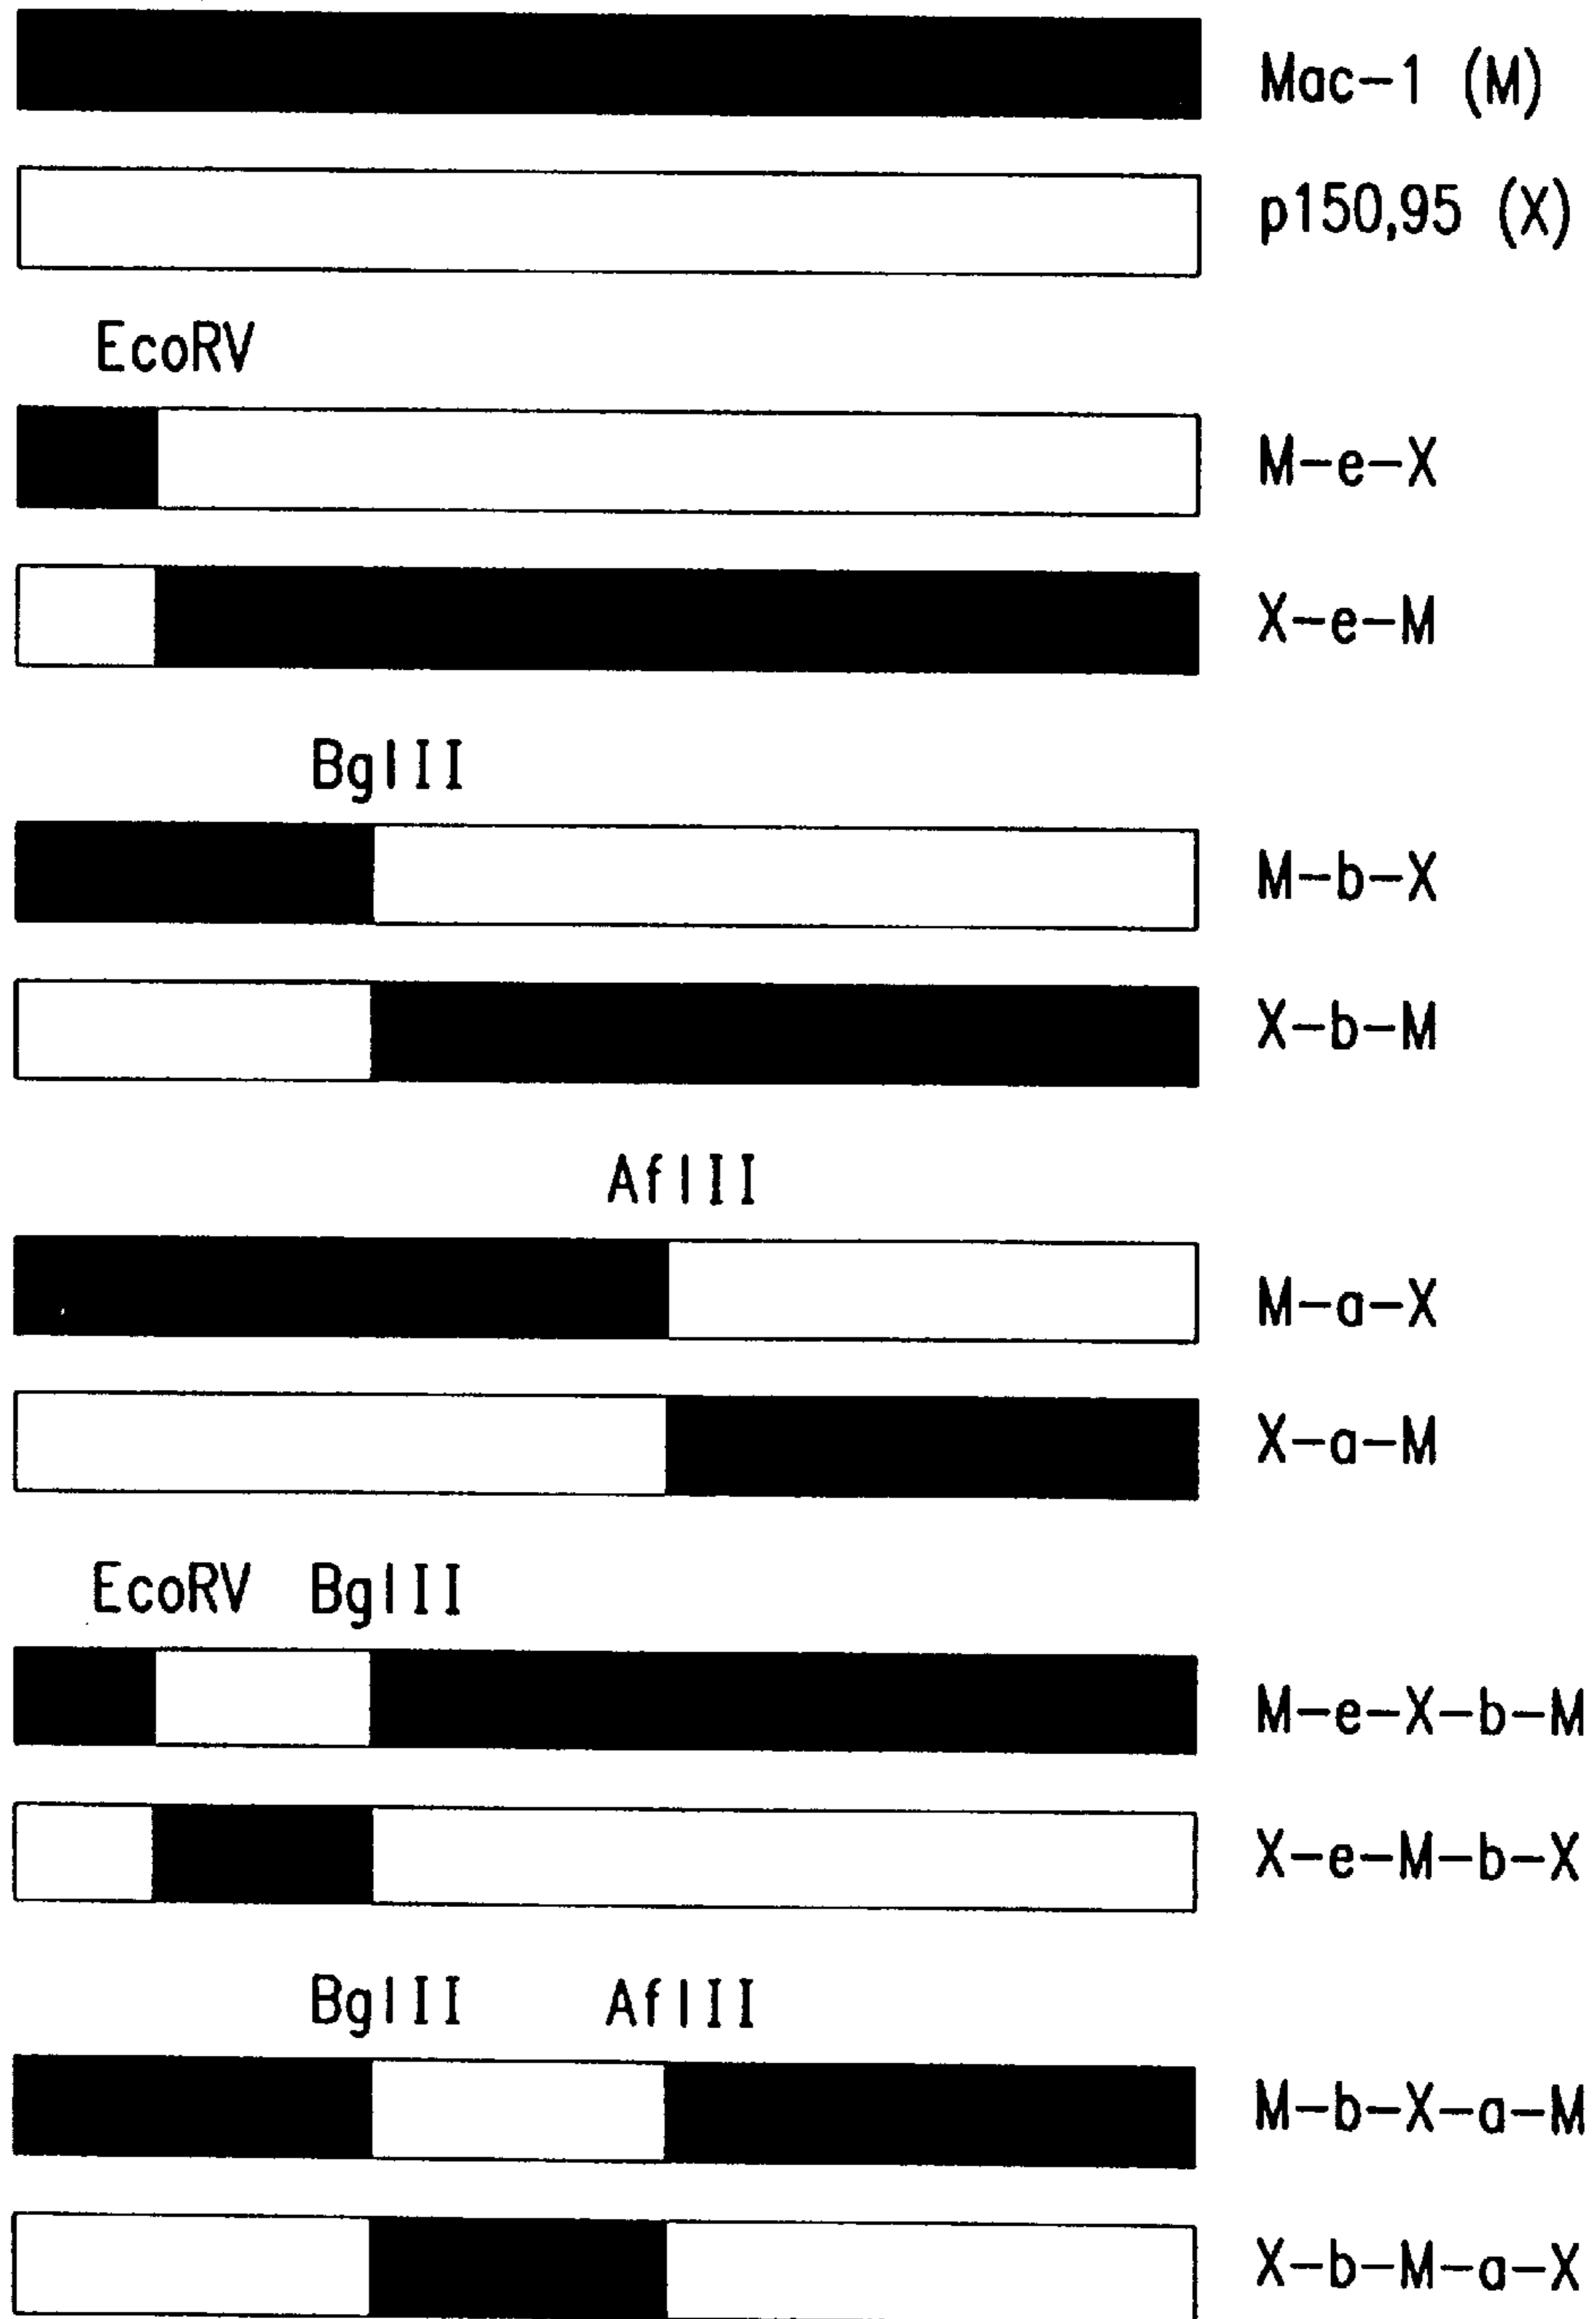 Mac-1 (M)
p150,95 (X)
EcoRV
M-e-X
X-e-M
BglII
M-b-X
X-b-M
AflII
M-a-X
X-a-M
EcoRV BglII
M-e-X-b-M
X-e-M-b-X
BglII AflII
M-b-X-a-M
X-b-M-a-X